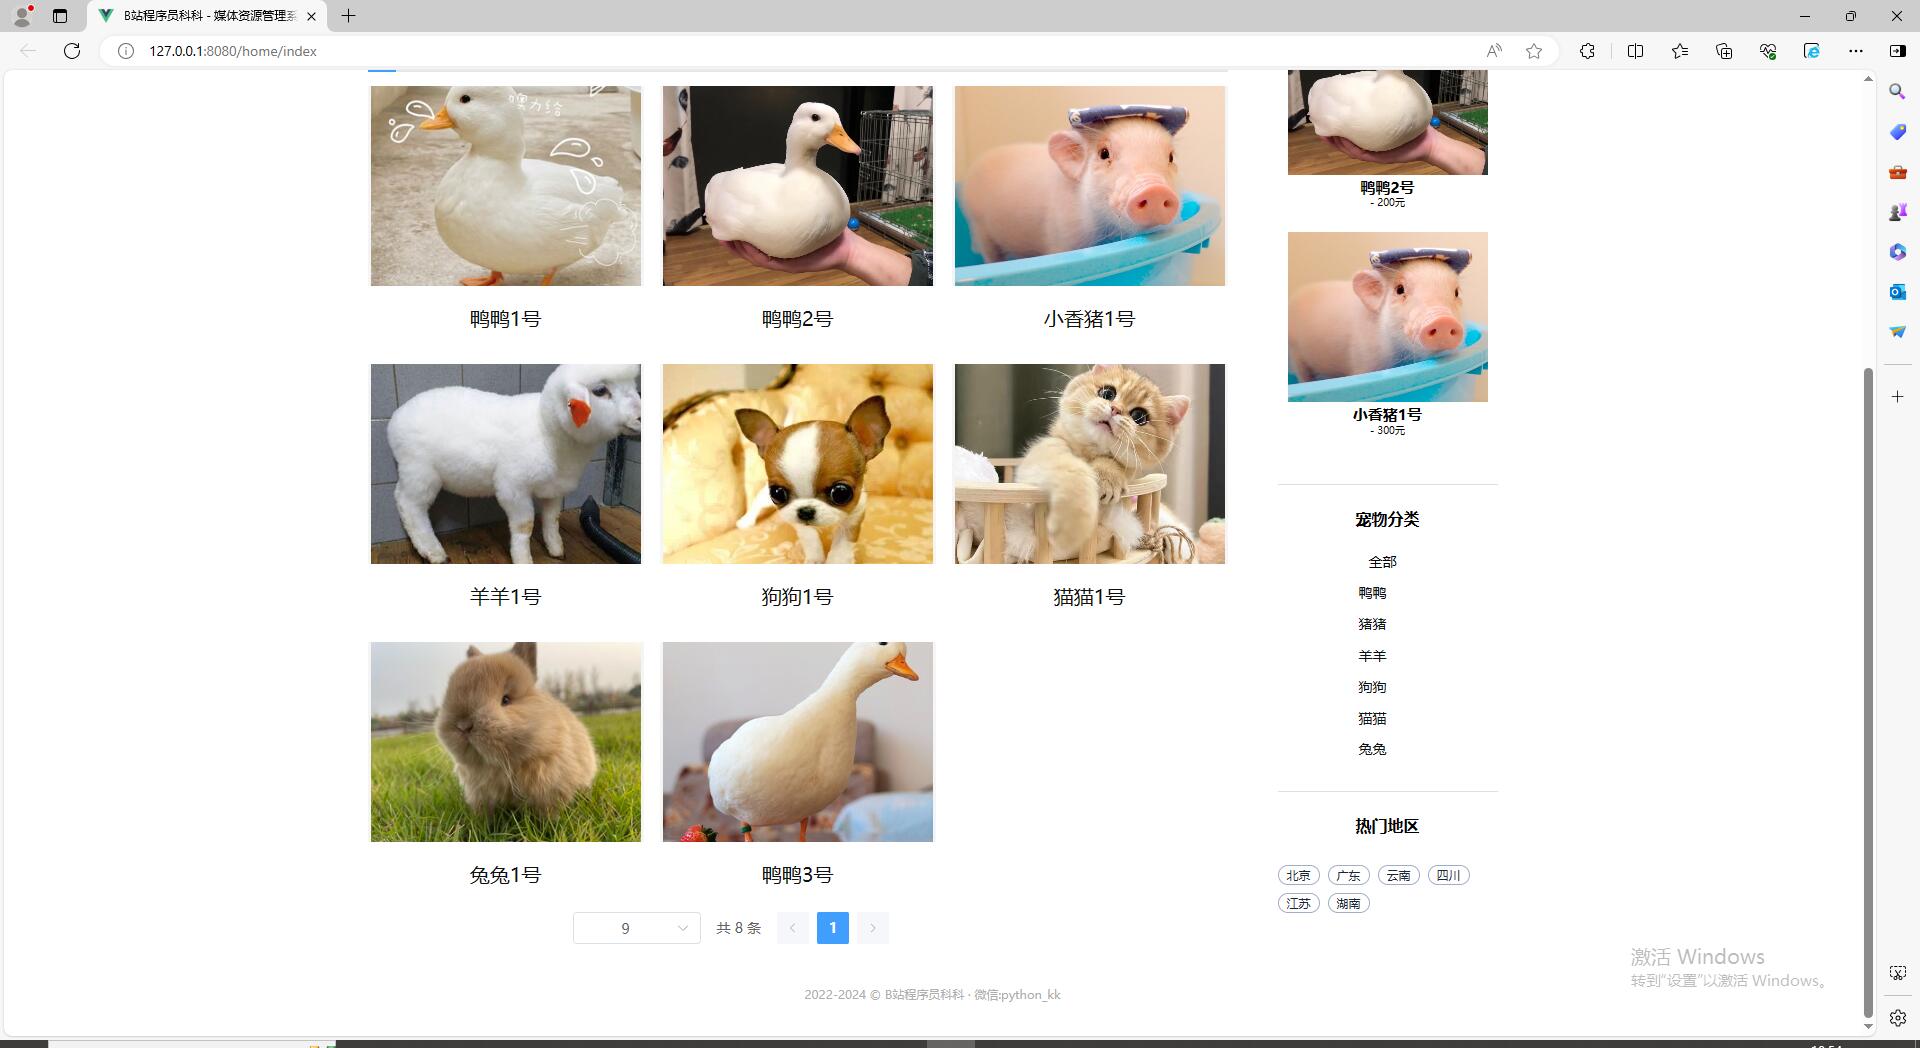 B站程序员科科 - 媒体资源管理系
127.0.0.1:8080/home/index
嘎力给
鸭鸭1号
鸭鸭2号
小香猪1号
羊羊1号
狗狗1号
猫猫1号
兔兔1号
鸭鸭3号
9
共 8 条
1
鸭鸭2号
- 200元
小香猪1号
- 300元
宠物分类
全部
鸭鸭
猪猪
羊羊
狗狗
猫猫
兔兔
热门地区
北京 广东 云南 四川
江苏 湖南
激活 Windows
转到“设置”以激活 Windows。
2022-2024 © B站程序员科科 · 微信:python_kk